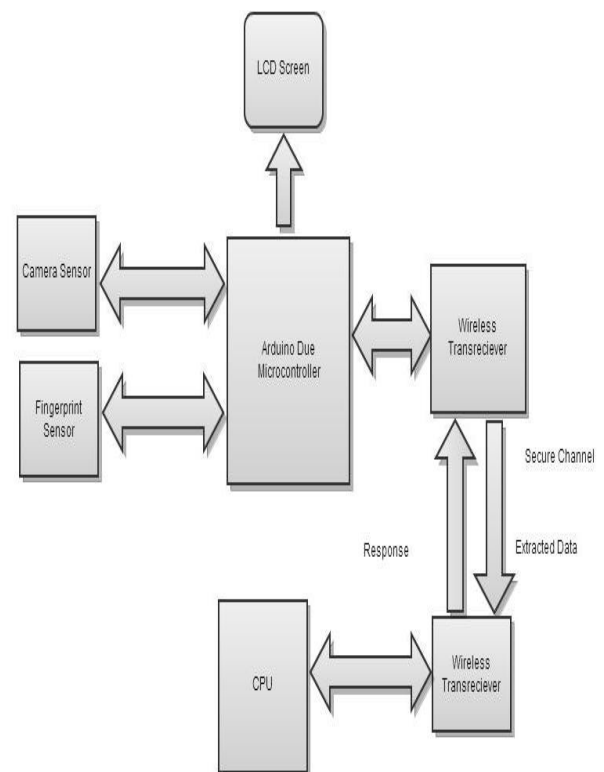 LCD Screen
Camera Sensor
Arduino Due
Microcontroller
Wireless
Transreciever
Fingerprint
Sensor
Secure Channel
Response
Extracted Data
CPU
Wireless
Transreciever